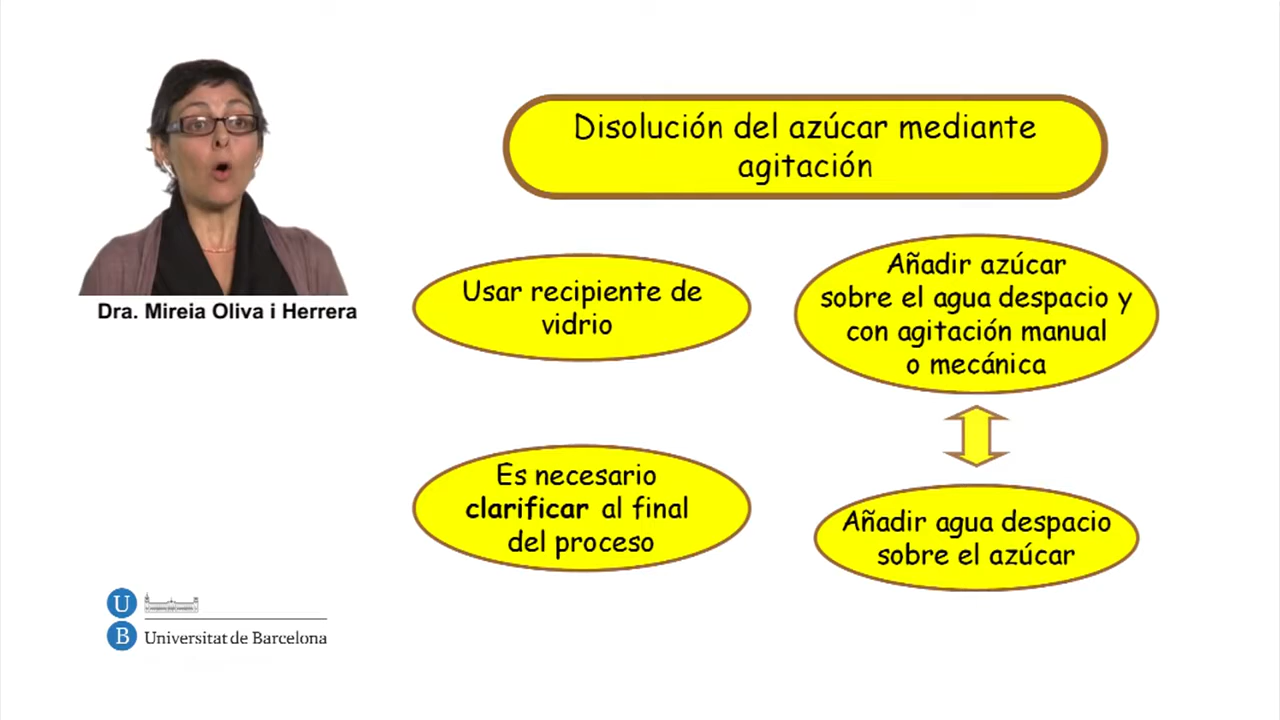 Disolución del azúcar mediante
agitación
Usar recipiente de
vidrio
Añadir azúcar
sobre el agua despacio y
con agitación manual
o mecánica
Dra. Mireia Oliva i Herrera
Es necesario
clarificar al final
del proceso
Añadir agua despacio
sobre el azúcar
U
B Universitat de Barcelona